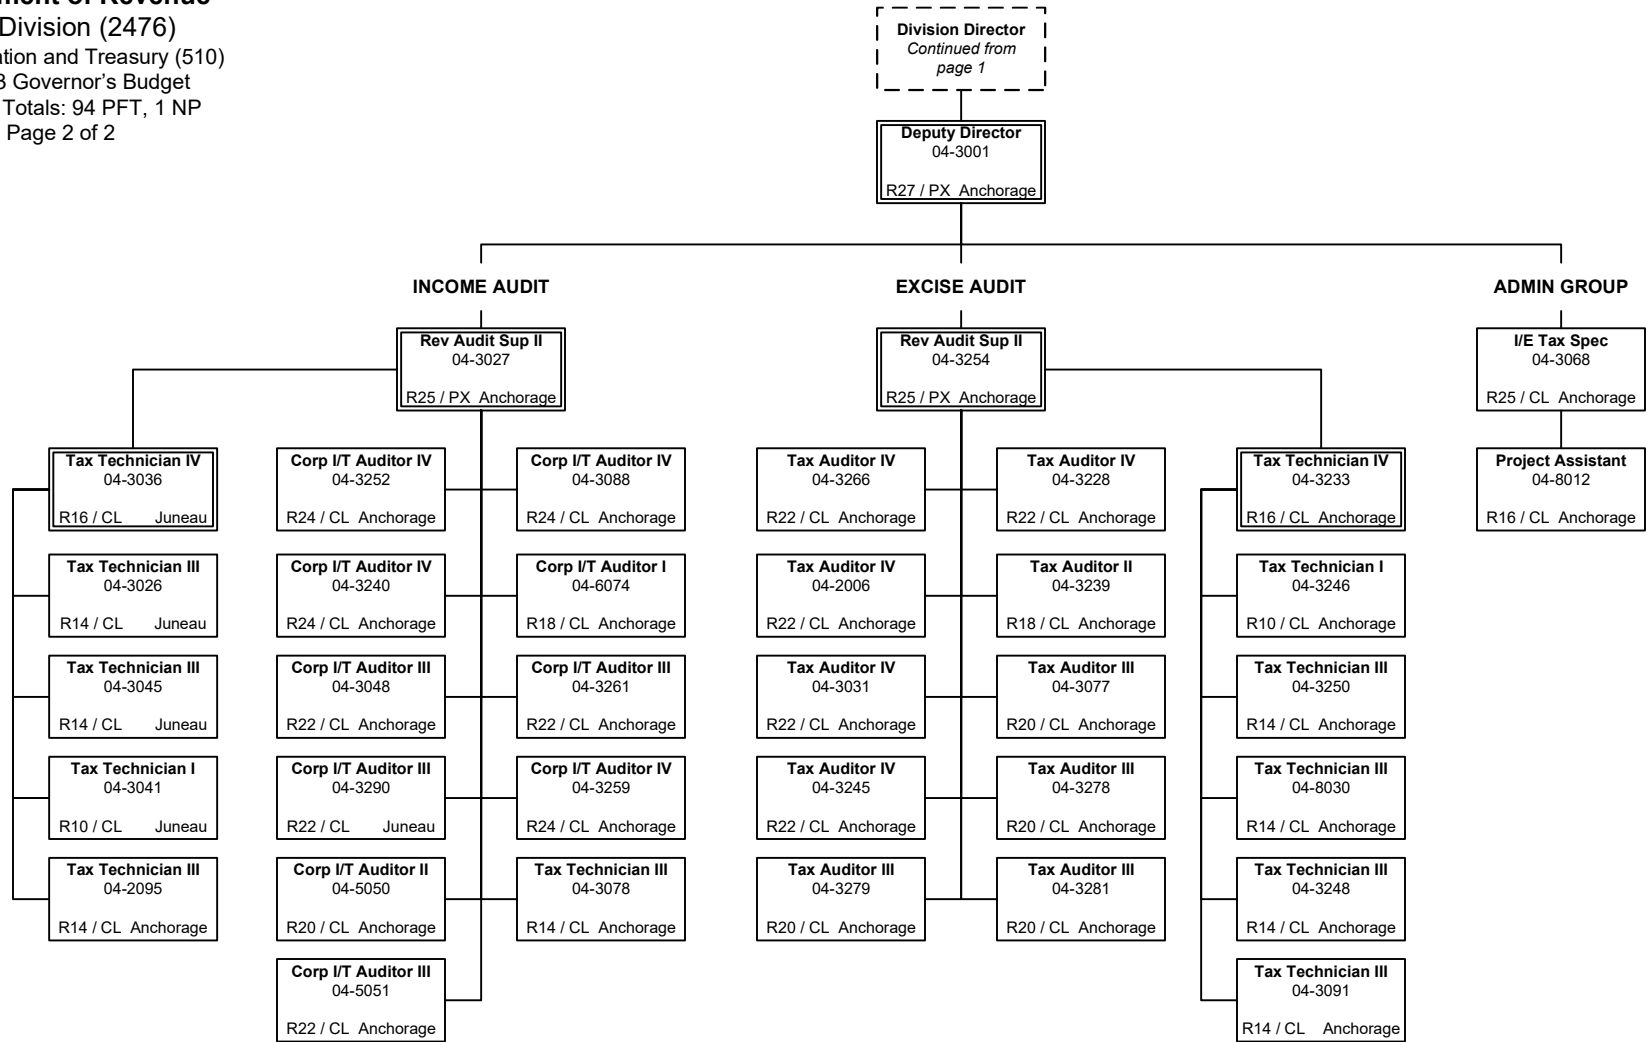 Division (2476)
Treasury (510)
Governor's Budget
Totals: 94 PFT, 1 NP
Page 2 of 2
Division Director
Continued from
page 1
Deputy Director
04-3001
R27 / PX Anchorage
INCOME AUDIT
EXCISE AUDIT
ADMIN GROUP
Rev Audit Sup II
04-3027
R25 / PX Anchorage
Rev Audit Sup II
04-3254
R25 / PX Anchorage
I/E Tax Spec
04-3068
R25 / CL Anchorage
Tax Technician IV
04-3036
R16 / CL Juneau
Corp I/T Auditor IV
04-3252
R24 / CL Anchorage
Corp I/T Auditor IV
04-3088
R24 / CL Anchorage
Tax Auditor IV
04-3266
R22 / CL Anchorage
Tax Auditor IV
04-3228
R22 / CL Anchorage
Tax Technician IV
04-3233
R16 / CL Anchorage
Project Assistant
04-8012
R16 / CL Anchorage
Tax Technician III
04-3026
R14 / CL Juneau
Corp I/T Auditor IV
04-3240
R24 / CL Anchorage
Corp I/T Auditor I
04-6074
R18 / CL Anchorage
Tax Auditor IV
04-2006
R22 / CL Anchorage
Tax Auditor II
04-3239
R18 / CL Anchorage
Tax Technician I
04-3246
R10 / CL Anchorage
Tax Technician III
04-3045
R14 / CL Juneau
Corp I/T Auditor III
04-3048
R22 / CL Anchorage
Corp I/T Auditor III
04-3261
R22 / CL Anchorage
Tax Auditor IV
04-3031
R22 / CL Anchorage
Tax Auditor III
04-3077
R20 / CL Anchorage
Tax Technician III
04-3250
R14 / CL Anchorage
Tax Technician I
04-3041
R10 / CL Juneau
Corp I/T Auditor III
04-3290
R22 / CL Juneau
Corp I/T Auditor IV
04-3259
R24 / CL Anchorage
Tax Auditor IV
04-3245
R22 / CL Anchorage
Tax Auditor III
04-3278
R20 / CL Anchorage
Tax Technician III
04-8030
R14 / CL Anchorage
Tax Technician III
04-2095
R14 / CL Anchorage
Corp I/T Auditor II
04-5050
R20 / CL Anchorage
Tax Technician III
04-3078
R14 / CL Anchorage
Tax Auditor III
04-3279
R20 / CL Anchorage
Tax Auditor III
04-3281
R20 / CL Anchorage
Tax Technician III
04-3248
R14 / CL Anchorage
Corp I/T Auditor III
04-5051
R22 / CL Anchorage
Tax Technician III
04-3091
R14 / CL Anchorage